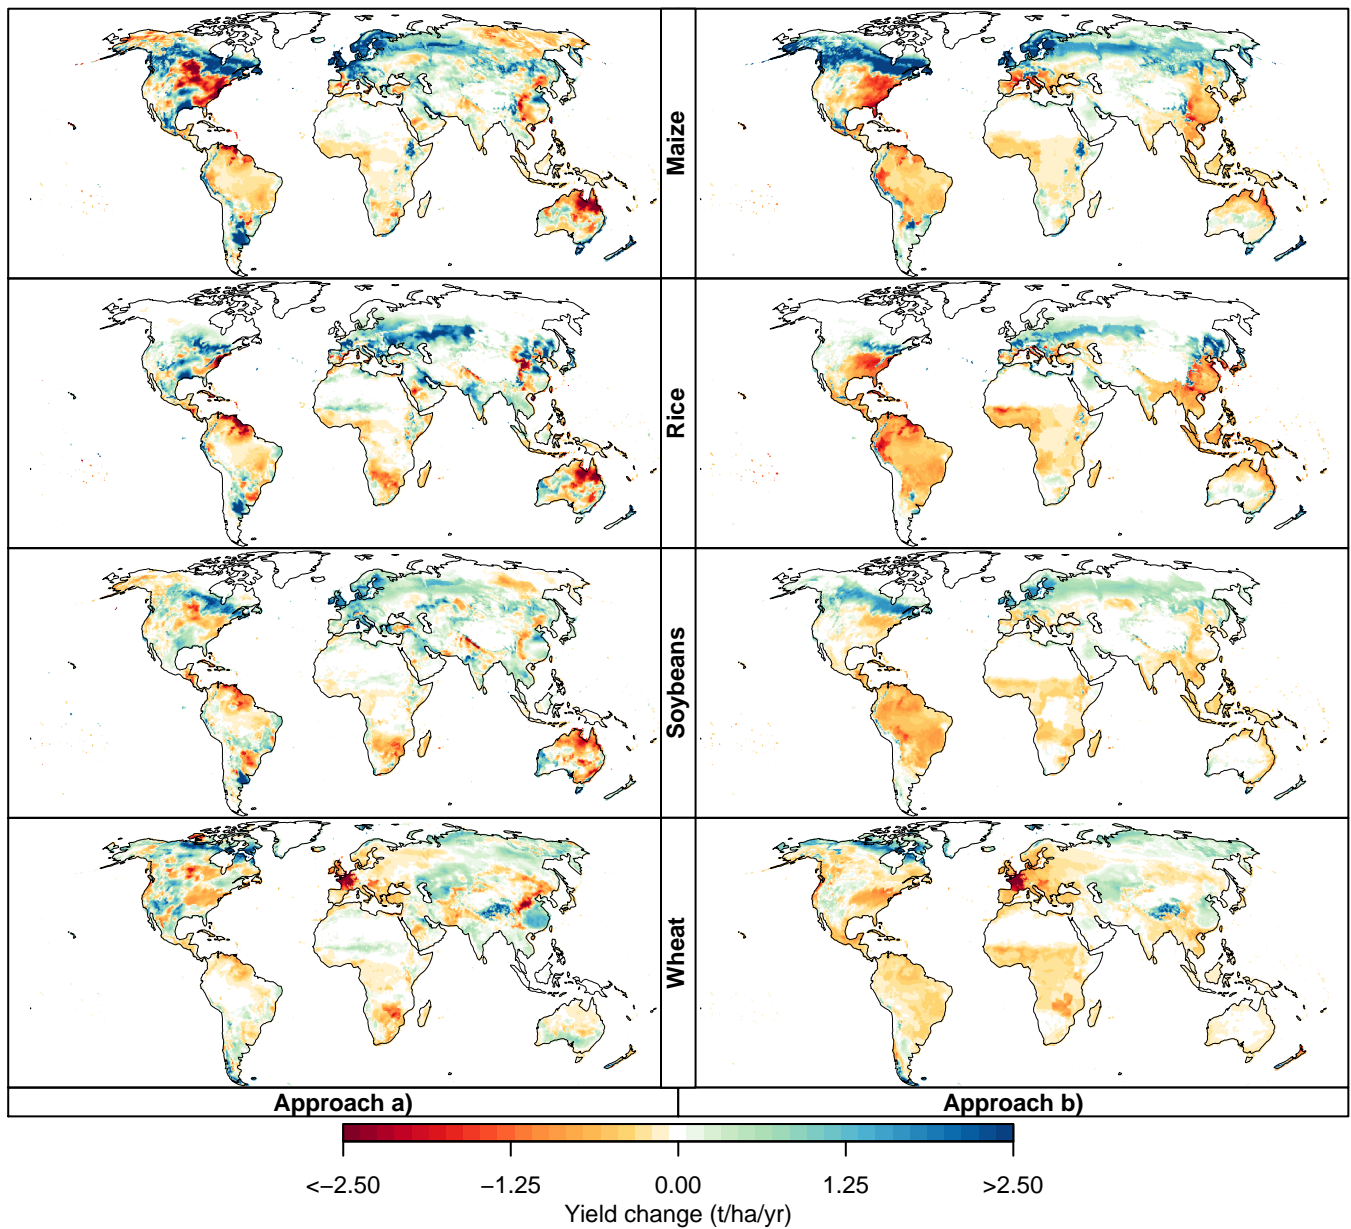 Maize
Rice
Soybeans
Wheat
Approach a)
Approach b)
<−2.50
−1.25
0.00
1.25
>2.50
Yield change (t/ha/yr)